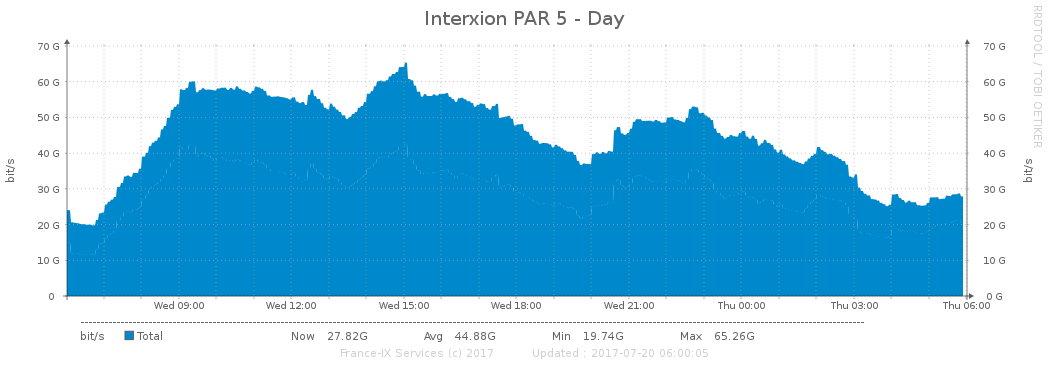 Interxion PAR 5 - Day
RRDTOOL / TOBI OETIKER
bit/s
bit/s
70 G 70 G
60 G 60 G
50 G 50 G
40 G 40 G
30 G 30 G
20 G 20 G
10 G 10 G
0 0 G
Wed 09:00 Wed 12:00 Wed 15:00 Wed 18:00 Wed 21:00 Thu 00:00 Thu 03:00 Thu 06:00
bit/s Total Now 27.82G Avg 44.88G Min 19.74G Max 65.26G
France-IX Services (c) 2017 Updated : 2017-07-20 06:00:05